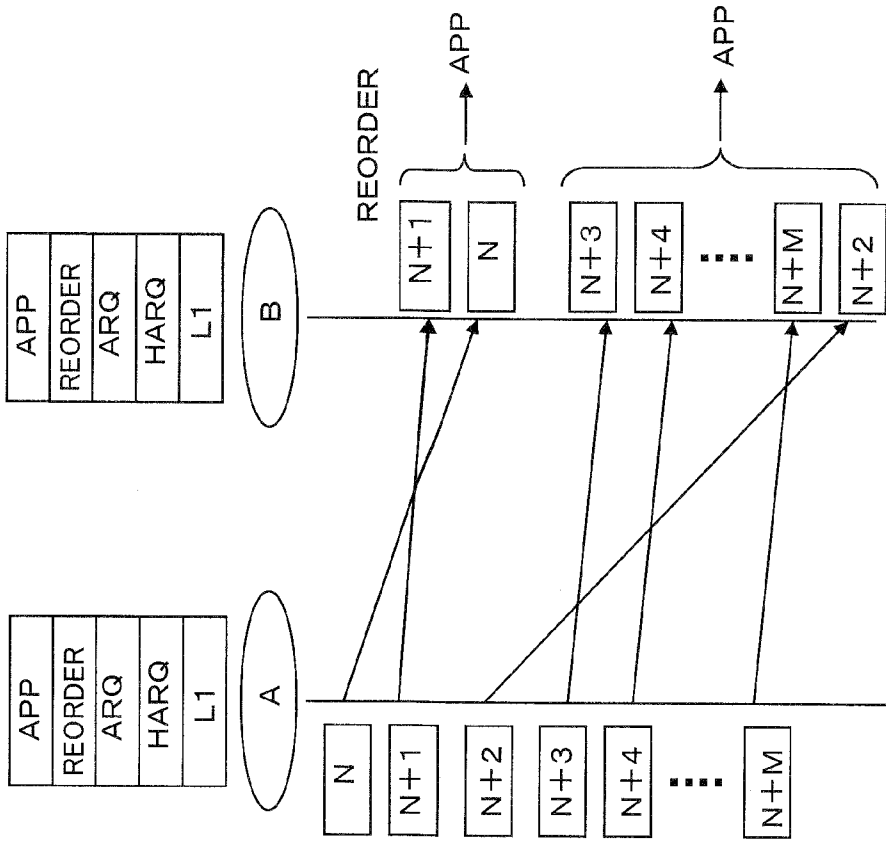 APP
REORDER
ARQ
HARQ
L1
A
N
N+1
N+2
N+3
N+4
N+M
APP
REORDER
ARQ
HARQ
L1
B
REORDER
N+1
N
APP
N+3
N+4
N+M
N+2
APP